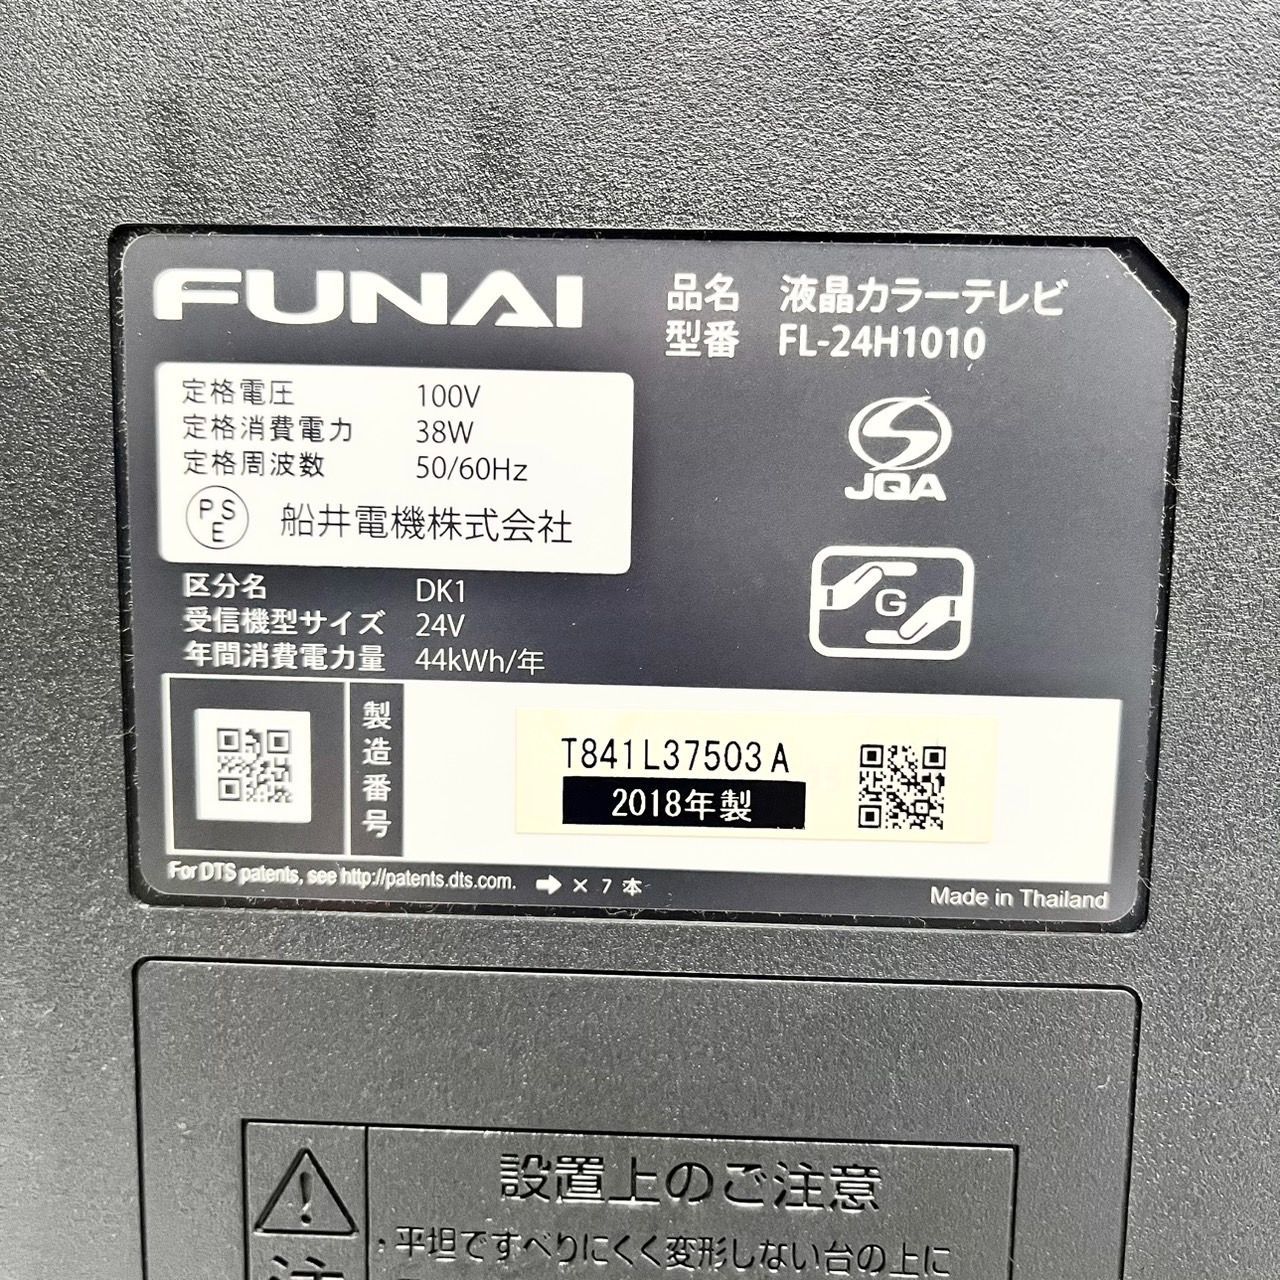 FUNAI
品名 液晶カラーテレビ
型番 FL-24H1010
定格電圧 100V
定格消費電力 38W
定格周波数 50/60Hz
PSE 船井電機株式会社
JQA
G
区分名 DK1
受信機型サイズ 24V
年間消費電力量 44kWh/年
製造番号
T841L37503A
2018年製
For DTS patents, see http://patents.dts.com. ➡ × 7 本
Made in Thailand
設置上のご注意
・平坦ですべりにくく変形しない台の上に